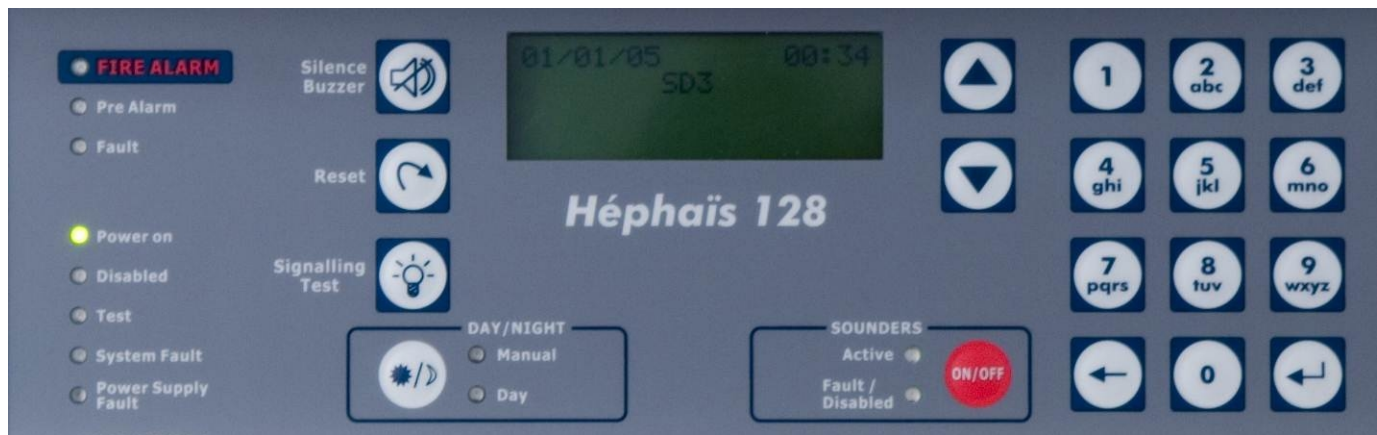 FIRE ALARM
Pre Alarm
Fault
Power on
Disabled
Test
System Fault
Power Supply
Fault
Silence
Buzzer
Reset
Signalling
Test
01/01/05 00:34
SD3
Héphaïs 128
DAY/NIGHT
Manual
Day
SOUNDERS
Active
Fault /
Disabled
ON/OFF
1
2
abc
3
def
4
ghi
5
jkl
6
mno
7
pqrs
8
tuv
9
wxyz
0